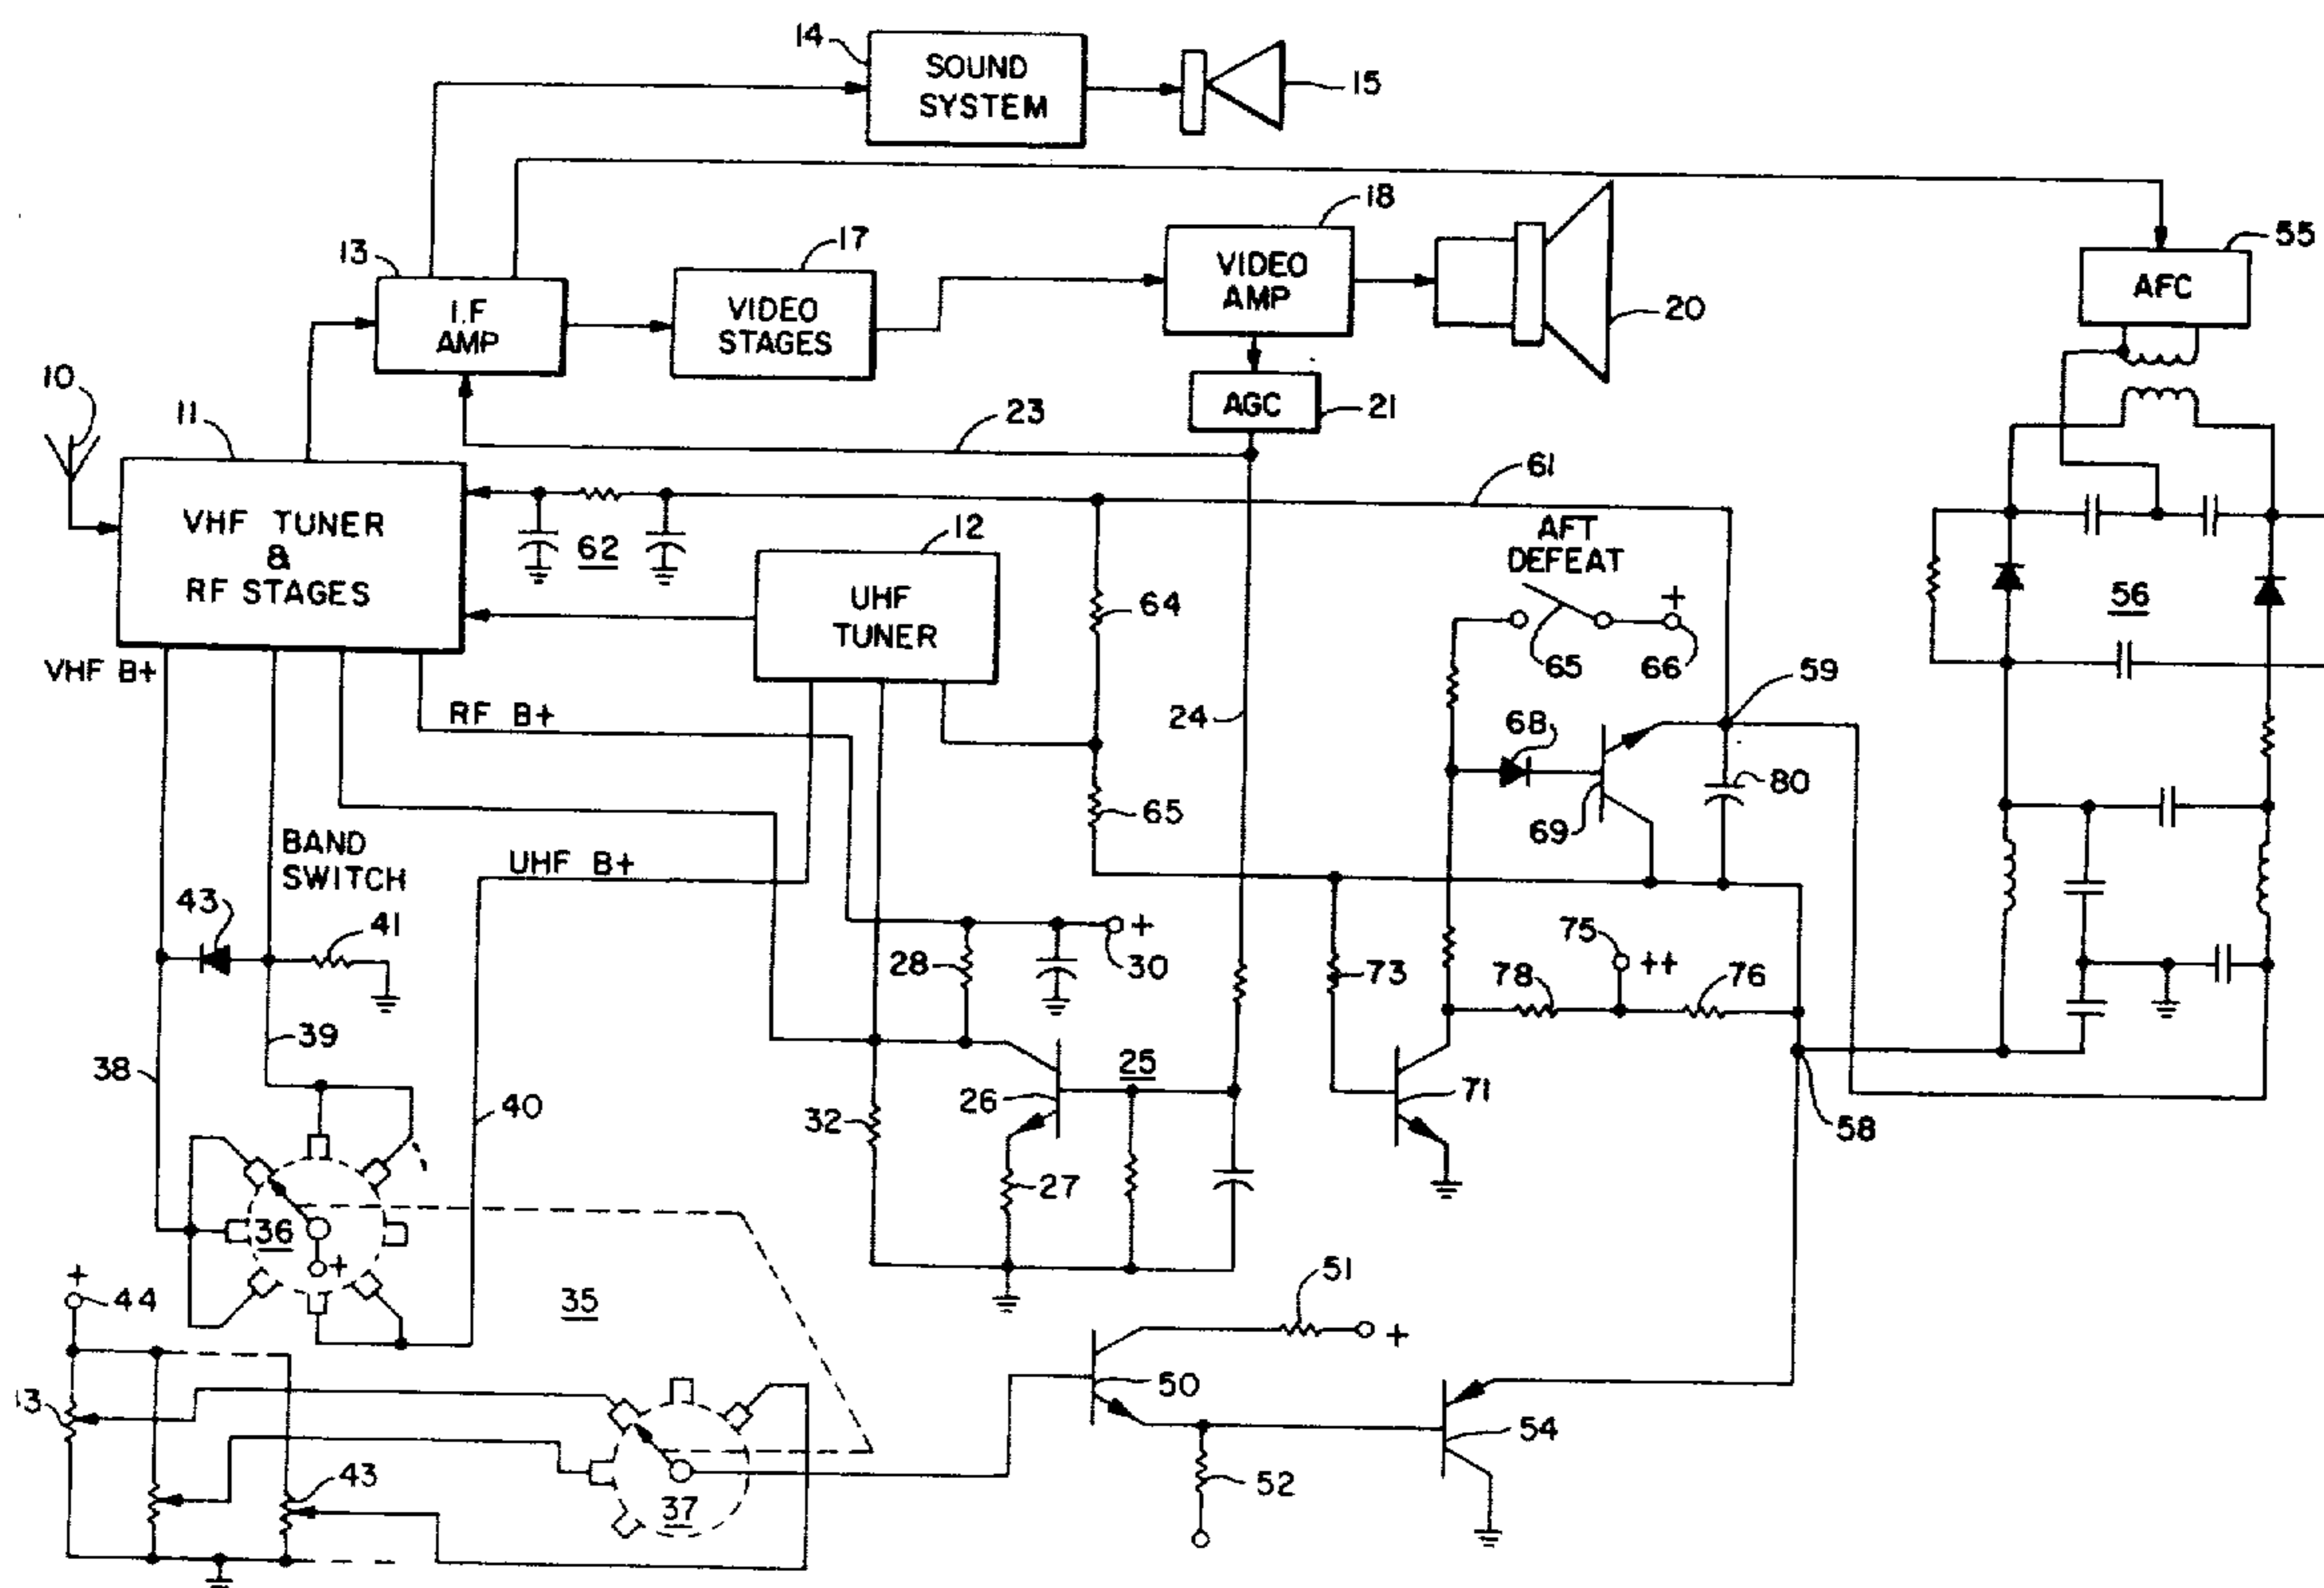 14
SOUND
SYSTEM
15
18
13
17
55
I.F
AMP
VIDEO
STAGES
VIDEO
AMP
20
AFC
10
11
23
AGC
21
61
VHF TUNER
&
RF STAGES
62
12
AFT
DEFEAT
UHF
TUNER
64
+
56
65
66
VHF B+
59
RF B+
24
68
80
65
69
BAND
SWITCH
UHF B+
43
41
+
30
28
73
75
++
78
76
39
38
25
26
71
40
32
58
27
36
+
+
44
35
51
+
50
13
54
43
52
37